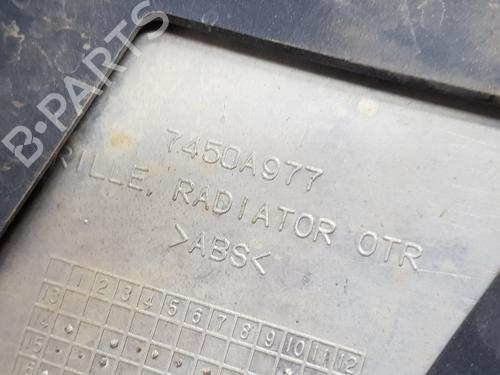 B-PARTS
7450A977
RILLE, RADIATOR OTR
>ABS<
1 2 3 4 5 6 7 8 9 10 11 12
13
14
15